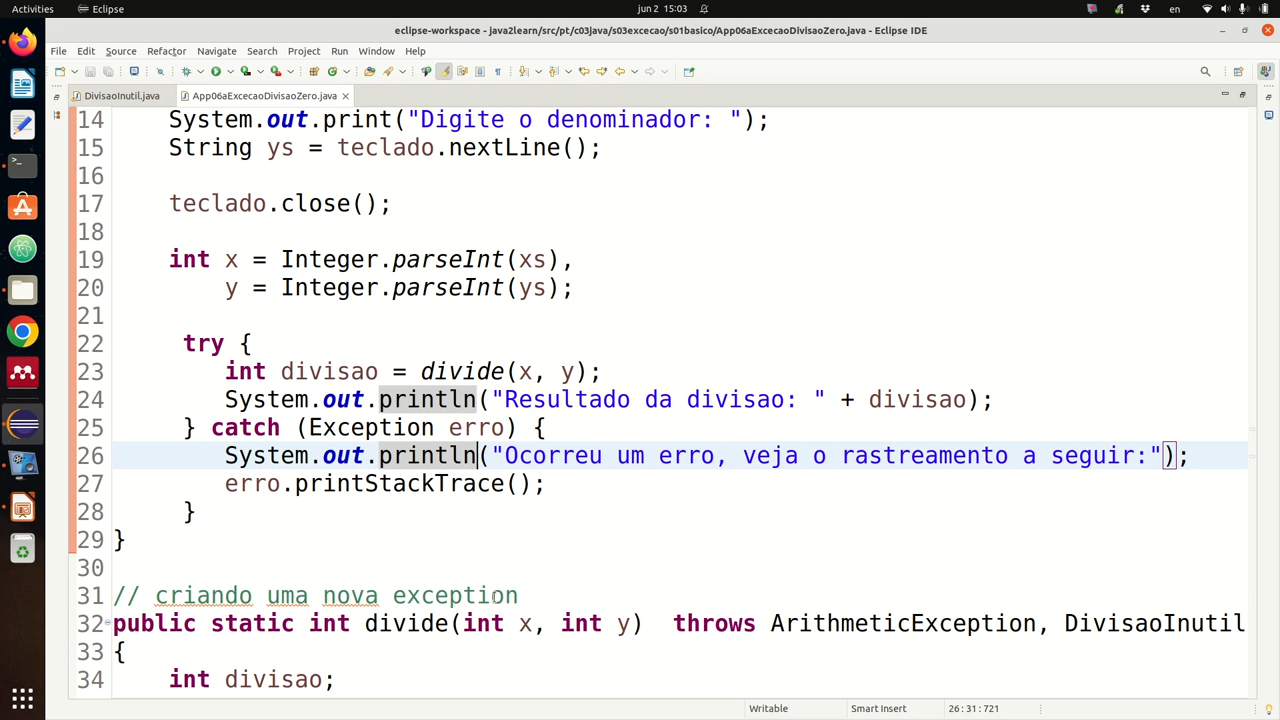 Activities
Eclipse
jun 2 15:03
en
eclipse-workspace - java2learn/src/pt/c03java/s03excecao/s01basico/App06aExcecaoDivisaoZero.java - Eclipse IDE
File Edit Source Refactor Navigate Search Project Run Window Help
DivisaoInutil.java
App06aExcecaoDivisaoZero.java
14 System.out.print("Digite o denominador: ");
15 String ys = teclado.nextLine();
16
17 teclado.close();
18
19 int x = Integer.parseInt(xs),
20 y = Integer.parseInt(ys);
21
22 try {
23 int divisao = divide(x, y);
24 System.out.println("Resultado da divisao: " + divisao);
25 } catch (Exception erro) {
26 System.out.println("Ocorreu um erro, veja o rastreamento a seguir:");
27 erro.printStackTrace();
28 }
29 }
30
31 // criando uma nova exception
32 public static int divide(int x, int y) throws ArithmeticException, DivisaoInutil
33 {
34 int divisao;
Writable
Smart Insert
26 : 31 : 721